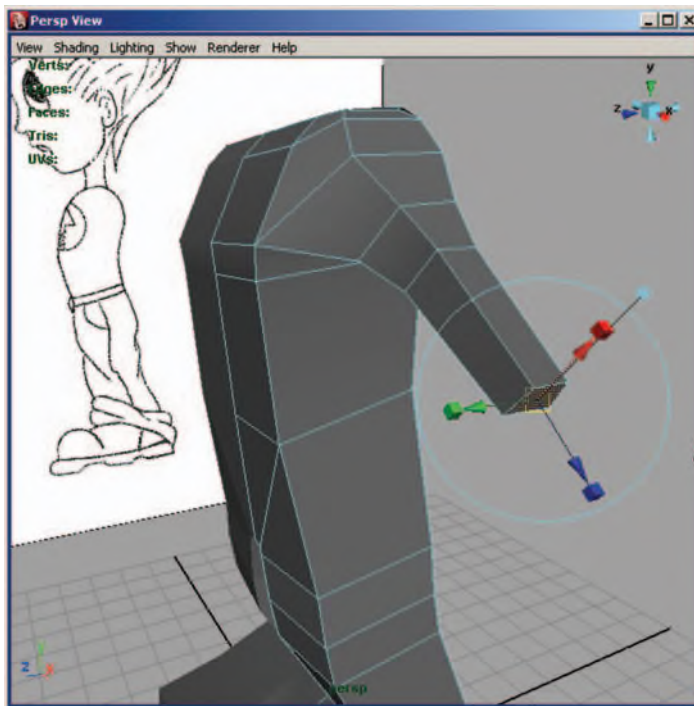 Persp View
View Shading Lighting Show Renderer Help
Verts:
Edges:
Faces:
Tris:
UVs:
y
z
x
z
persp